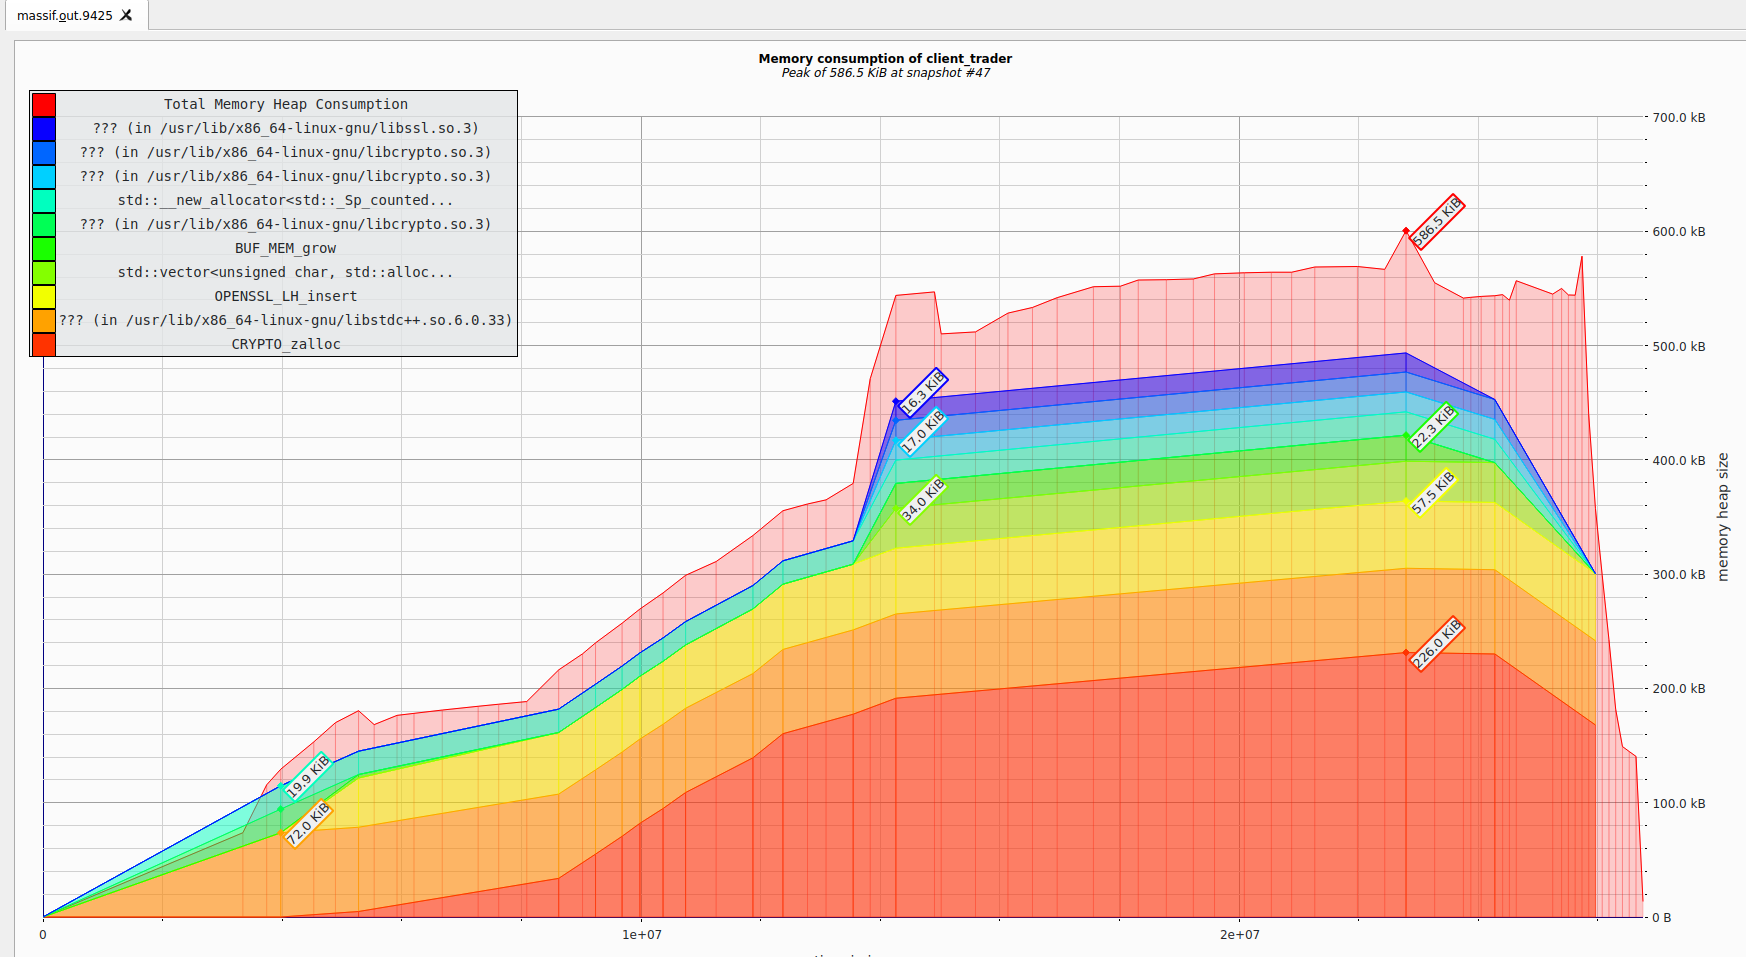 massif.out.9425
Memory consumption of client_trader
Peak of 586.5 KiB at snapshot #47
Total Memory Heap Consumption
??? (in /usr/lib/x86_64-linux-gnu/libssl.so.3)
??? (in /usr/lib/x86_64-linux-gnu/libcrypto.so.3)
??? (in /usr/lib/x86_64-linux-gnu/libcrypto.so.3)
std::__new_allocator<std::_Sp_counted...
??? (in /usr/lib/x86_64-linux-gnu/libcrypto.so.3)
BUF_MEM_grow
std::vector<unsigned char, std::alloc...
OPENSSL_LH_insert
??? (in /usr/lib/x86_64-linux-gnu/libstdc++.so.6.0.33)
CRYPTO_zalloc
700.0 kB
600.0 kB
500.0 kB
400.0 kB
300.0 kB
200.0 kB
100.0 kB
0 B
memory heap size
586.5 KiB
16.3 KiB
17.0 KiB
34.0 KiB
22.3 KiB
57.5 KiB
226.0 KiB
19.9 KiB
72.0 KiB
0
1e+07
2e+07